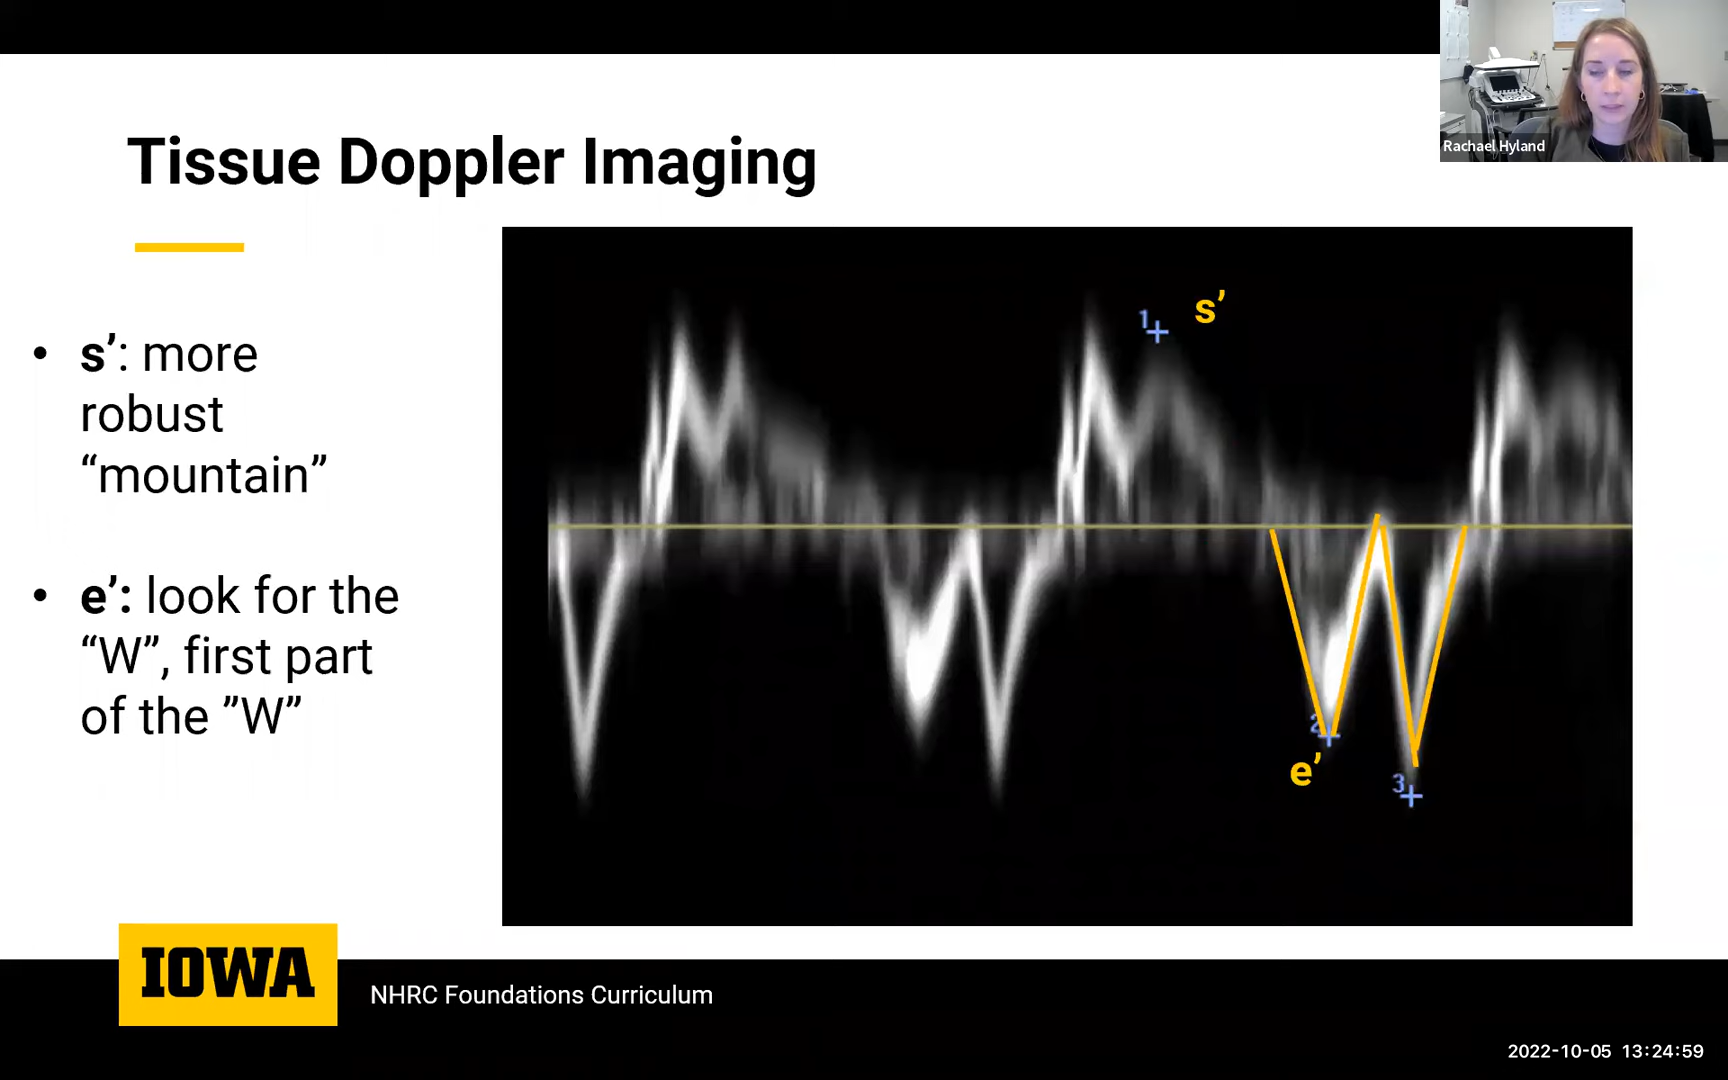 Rachael Hyland
Tissue Doppler Imaging
• s’: more
robust
“mountain”
• e’: look for the
“W”, first part
of the ”W”
1
s’
2
e’
3
IOWA
NHRC Foundations Curriculum
2022-10-05 13:24:59